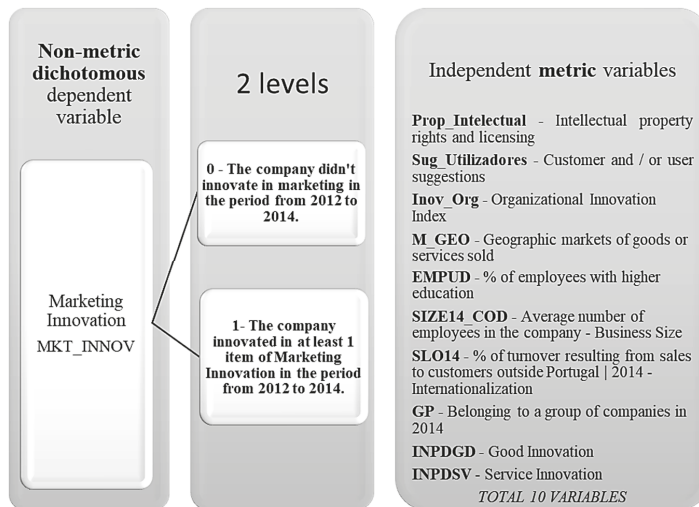 Non-metric
dichotomous
dependent
variable
Marketing
Innovation
MKT_INNOV
2 levels
0 - The company didn't
innovate in marketing in
the period from 2012 to
2014.
1- The company
innovated in at least 1
item of Marketing
Innovation in the period
from 2012 to 2014.
Independent metric variables
Prop_Intelectual - Intellectual property
rights and licensing
Sug_Utilizadores - Customer and / or user
suggestions
Inov_Org - Organizational Innovation
Index
M_GEO - Geographic markets of goods or
services sold
EMPUD - % of employees with higher
education
SIZE14_COD - Average number of
employees in the company - Business Size
SLO14 - % of turnover resulting from sales
to customers outside Portugal | 2014 -
Internationalization
GP - Belonging to a group of companies in
2014
INPDGD - Good Innovation
INPDSV - Service Innovation
TOTAL 10 VARIABLES